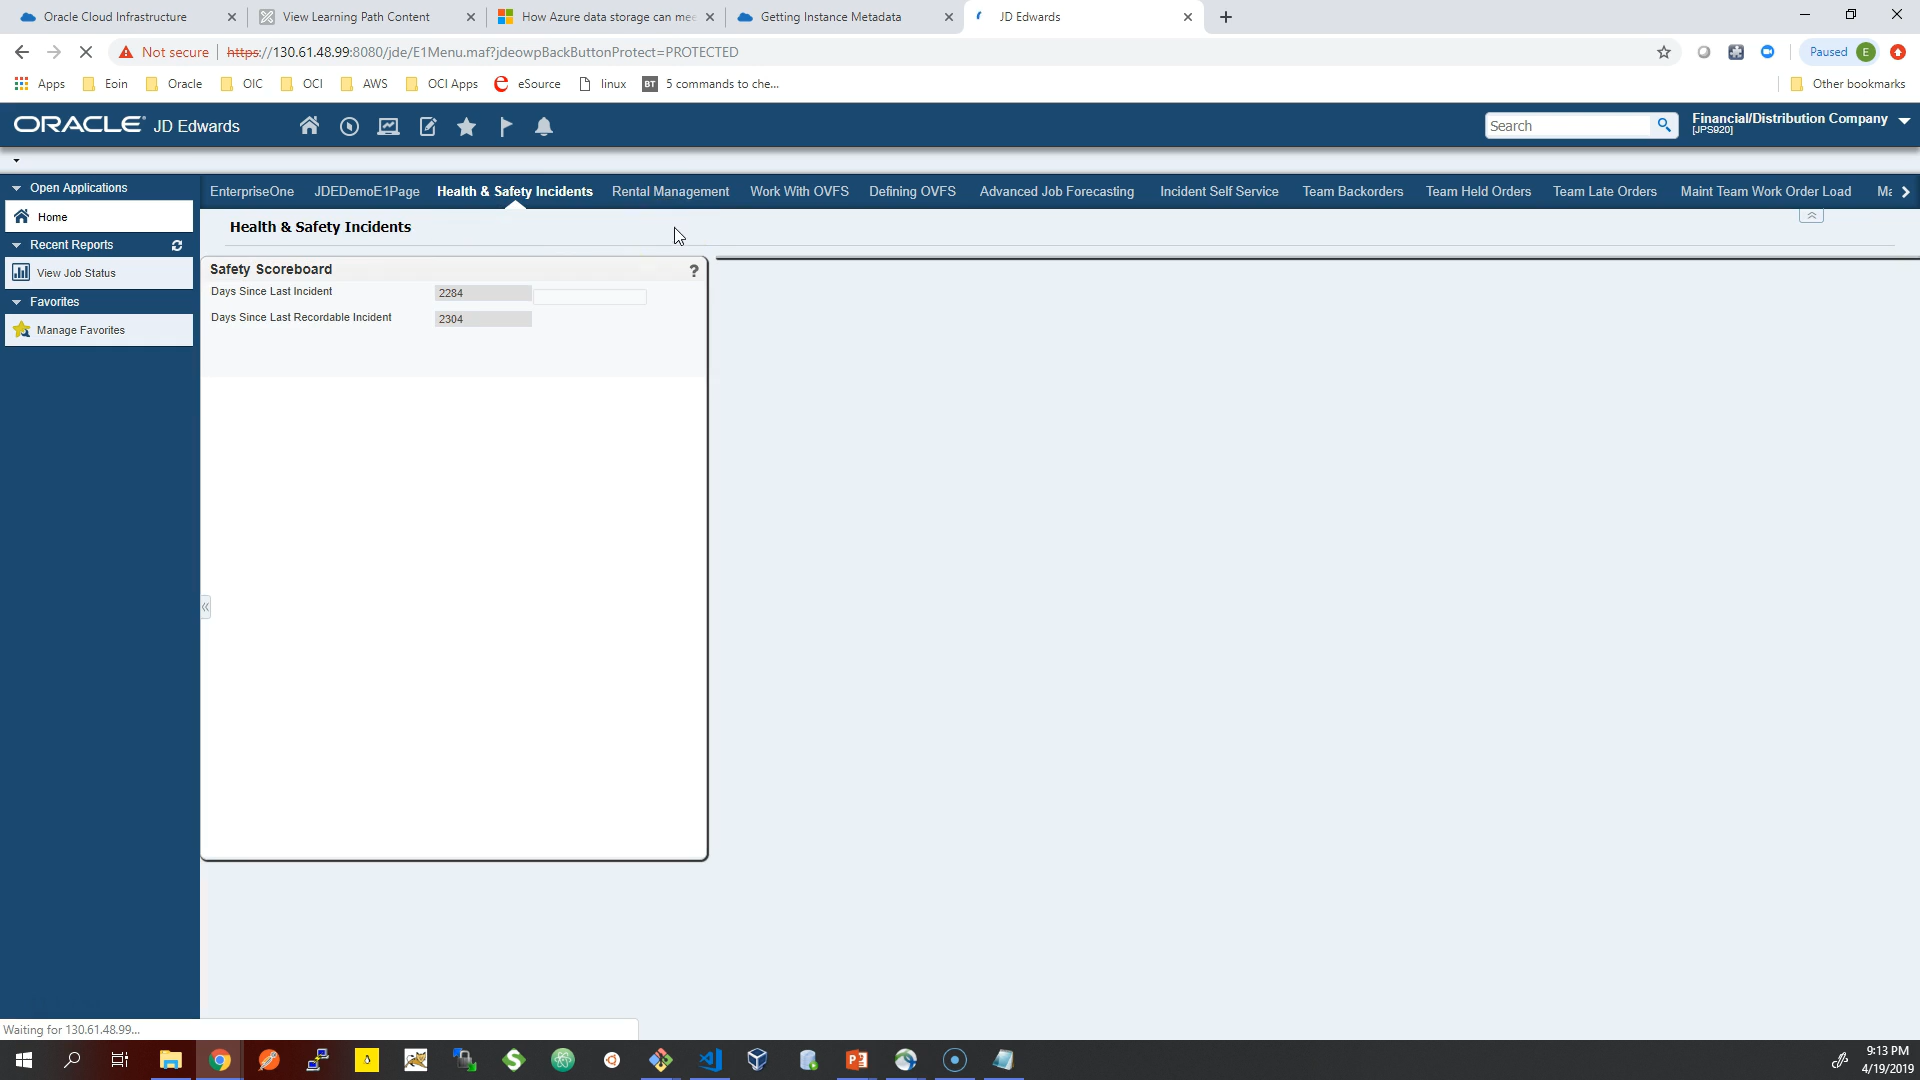 Oracle Cloud Infrastructure
View Learning Path Content
How Azure data storage can mee
Getting Instance Metadata
JD Edwards
Not secure https://130.61.48.99:8080/jde/E1Menu.maf?jdeowpBackButtonProtect=PROTECTED
Paused E
Apps Eoin Oracle OIC OCI AWS OCI Apps eSource linux BT 5 commands to che... Other bookmarks
ORACLE JD Edwards
Search
Financial/Distribution Company
[JPS920]
Open Applications
Home
Recent Reports
View Job Status
Favorites
Manage Favorites
EnterpriseOne JDEDemoE1Page Health & Safety Incidents Rental Management Work With OVFS Defining OVFS Advanced Job Forecasting Incident Self Service Team Backorders Team Held Orders Team Late Orders Maint Team Work Order Load Ma
Health & Safety Incidents
Safety Scoreboard ?
Days Since Last Incident 2284
Days Since Last Recordable Incident 2304
Waiting for 130.61.48.99...
9:13 PM
4/19/2019